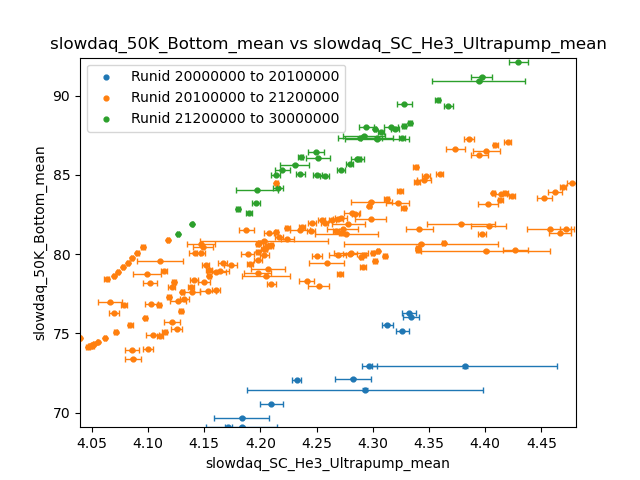 slowdaq_50K_Bottom_mean vs slowdaq_SC_He3_Ultrapump_mean
Runid 20000000 to 20100000
Runid 20100000 to 21200000
Runid 21200000 to 30000000
90
85
80
75
70
slowdaq_50K_Bottom_mean
4.05 4.10 4.15 4.20 4.25 4.30 4.35 4.40 4.45
slowdaq_SC_He3_Ultrapump_mean